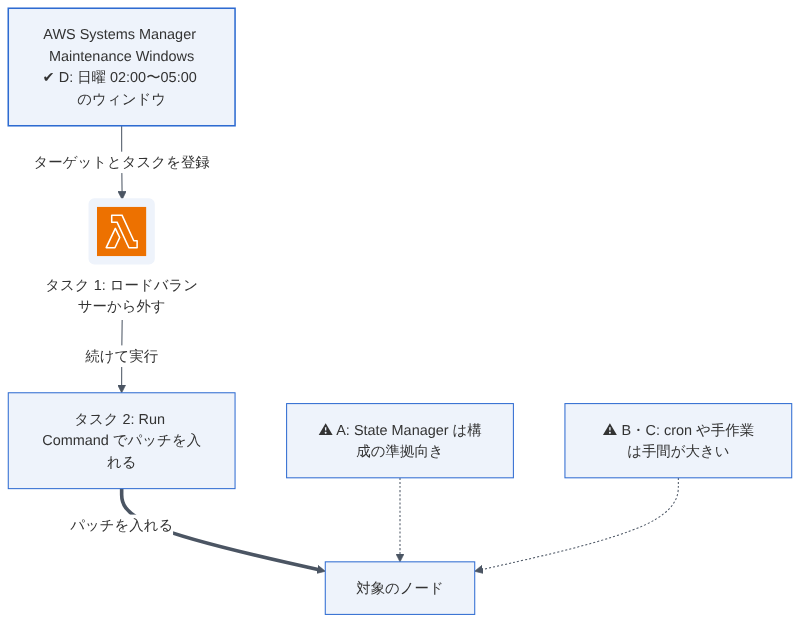 AWS Systems Manager
Maintenance Windows
✔ D: 日曜 02:00〜05:00
のウィンドウ
ターゲットとタスクを登録
タスク 1: ロードバラン
サーから外す
続けて実行
タスク 2: Run
Command でパッチを入
れる
⚠ A: State Manager は構
成の準拠向き
⚠ B・C: cron や手作業
は手間が大きい
パッチを入れる
対象のノード